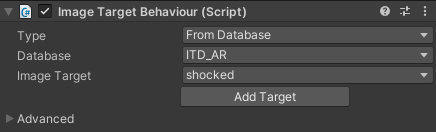 Image Target Behaviour (Script)
Type From Database
Database ITD_AR
Image Target shocked
Add Target
Advanced